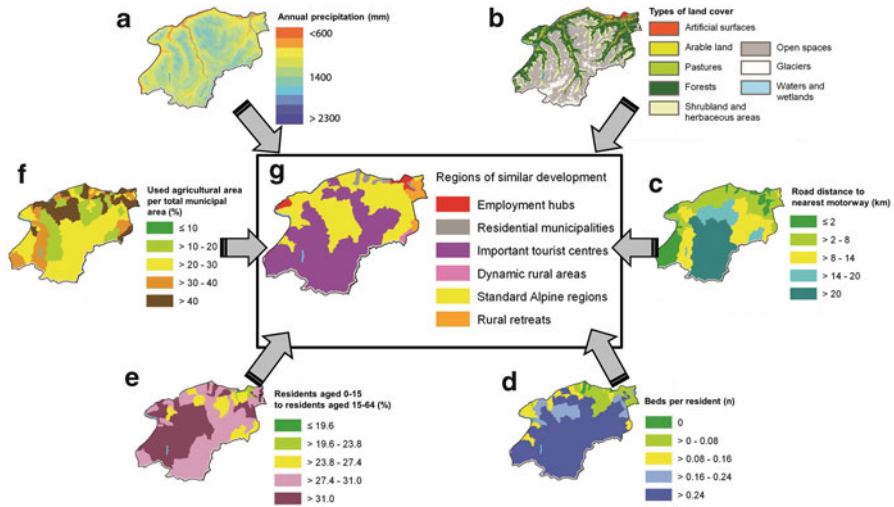 a
Annual precipitation (mm)
<600
1400
> 2300
b
Types of land cover
Artificial surfaces
Arable land
Open spaces
Pastures
Glaciers
Forests
Waters and
wetlands
Shrubland and
herbaceous areas
f
Used agricultural area
per total municipal
area (%)
≤ 10
> 10 - 20
> 20 - 30
> 30 - 40
> 40
g
Regions of similar development
Employment hubs
Residential municipalities
Important tourist centres
Dynamic rural areas
Standard Alpine regions
Rural retreats
c
Road distance to
nearest motorway (km)
≤ 2
> 2 - 8
> 8 - 14
> 14 - 20
> 20
e
Residents aged 0-15
to residents aged 15-64 (%)
≤ 19.6
> 19.6 - 23.8
> 23.8 - 27.4
> 27.4 - 31.0
> 31.0
d
Beds per resident (n)
0
> 0 - 0.08
> 0.08 - 0.16
> 0.16 - 0.24
> 0.24